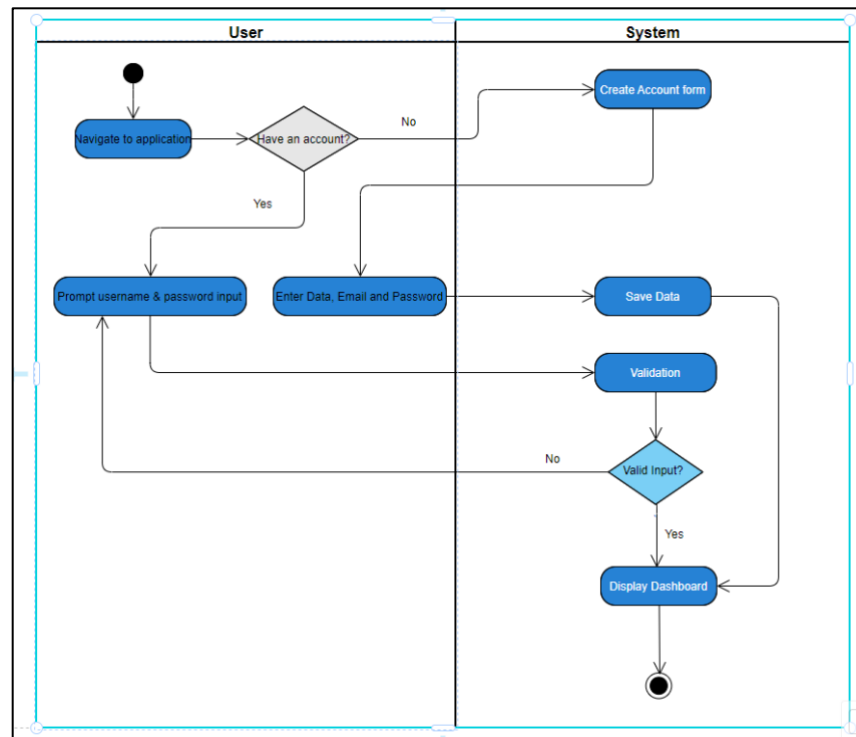 User
System
Create Account form
No
Navigate to application
Have an account?
Yes
Prompt username & password input
Enter Data, Email and Password
Save Data
Validation
No
Valid Input?
Yes
Display Dashboard